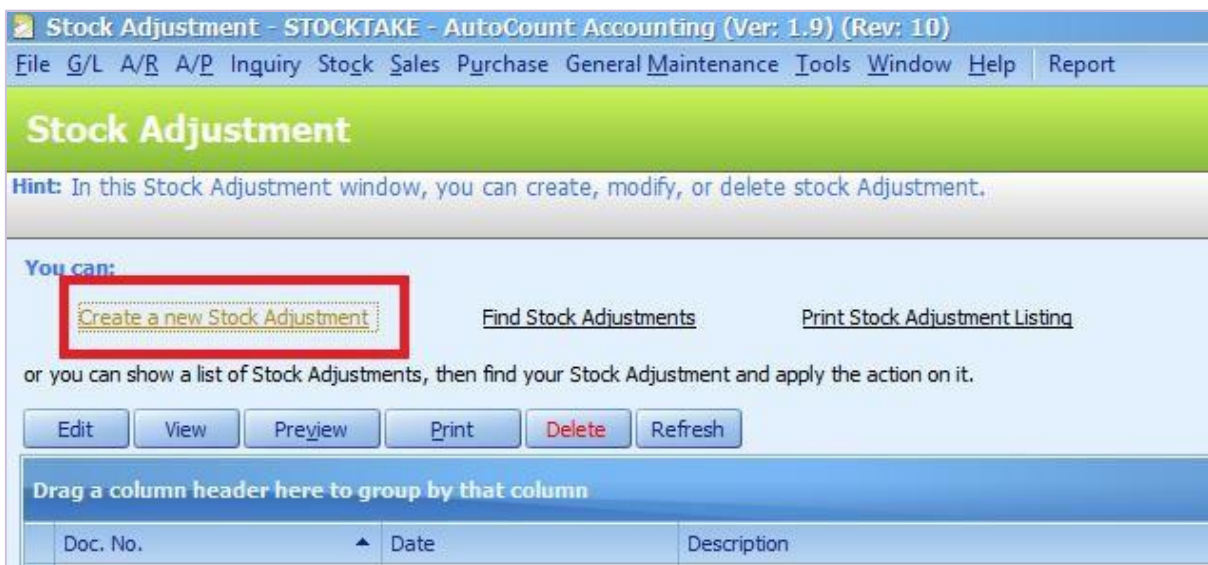 Stock Adjustment - STOCKTAKE - AutoCount Accounting (Ver: 1.9) (Rev: 10)
File G/L A/R A/P Inquiry Stock Sales Purchase General Maintenance Tools Window Help Report
Stock Adjustment
Hint: In this Stock Adjustment window, you can create, modify, or delete stock Adjustment.
You can:
Create a new Stock Adjustment Find Stock Adjustments Print Stock Adjustment Listing
or you can show a list of Stock Adjustments, then find your Stock Adjustment and apply the action on it.
Edit View Preview Print Delete Refresh
Drag a column header here to group by that column
Doc. No. Date Description